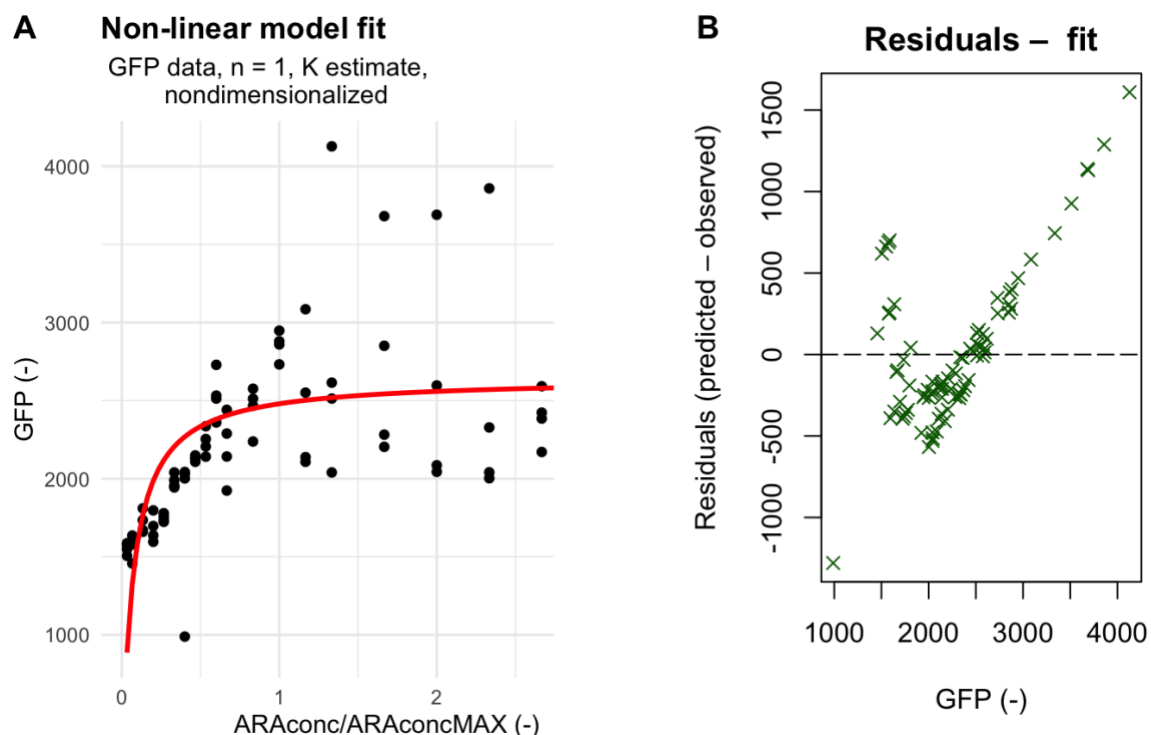 A
Non-linear model fit
GFP data, n = 1, K estimate,
nondimensionalized
GFP (-)
4000
3000
2000
1000
0
1
2
ARAconc/ARAconcMAX (-)
B
Residuals – fit
Residuals (predicted – observed)
1500
1000
500
0
-500
-1000
1000
2000
3000
4000
GFP (-)